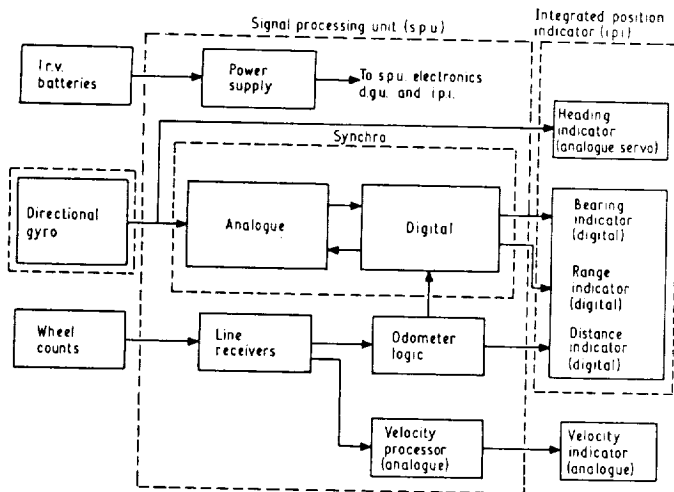 Signal processing unit (s p u)
Integrated position
indicator (i.p.i.)
l r.v.
batteries
Power
supply
To s.p.u. electronics
d.g.u. and i.p.i.
Heading
indicator
(analogue servo)
Synchro
Directional
gyro
Analogue
Digital
Bearing
indicator
(digital)
Range
indicator
(digital)
Distance
indicator
(digital)
Wheel
counts
Line
receivers
Odometer
logic
Velocity
processor
(analogue)
Velocity
indicator
(analogue)